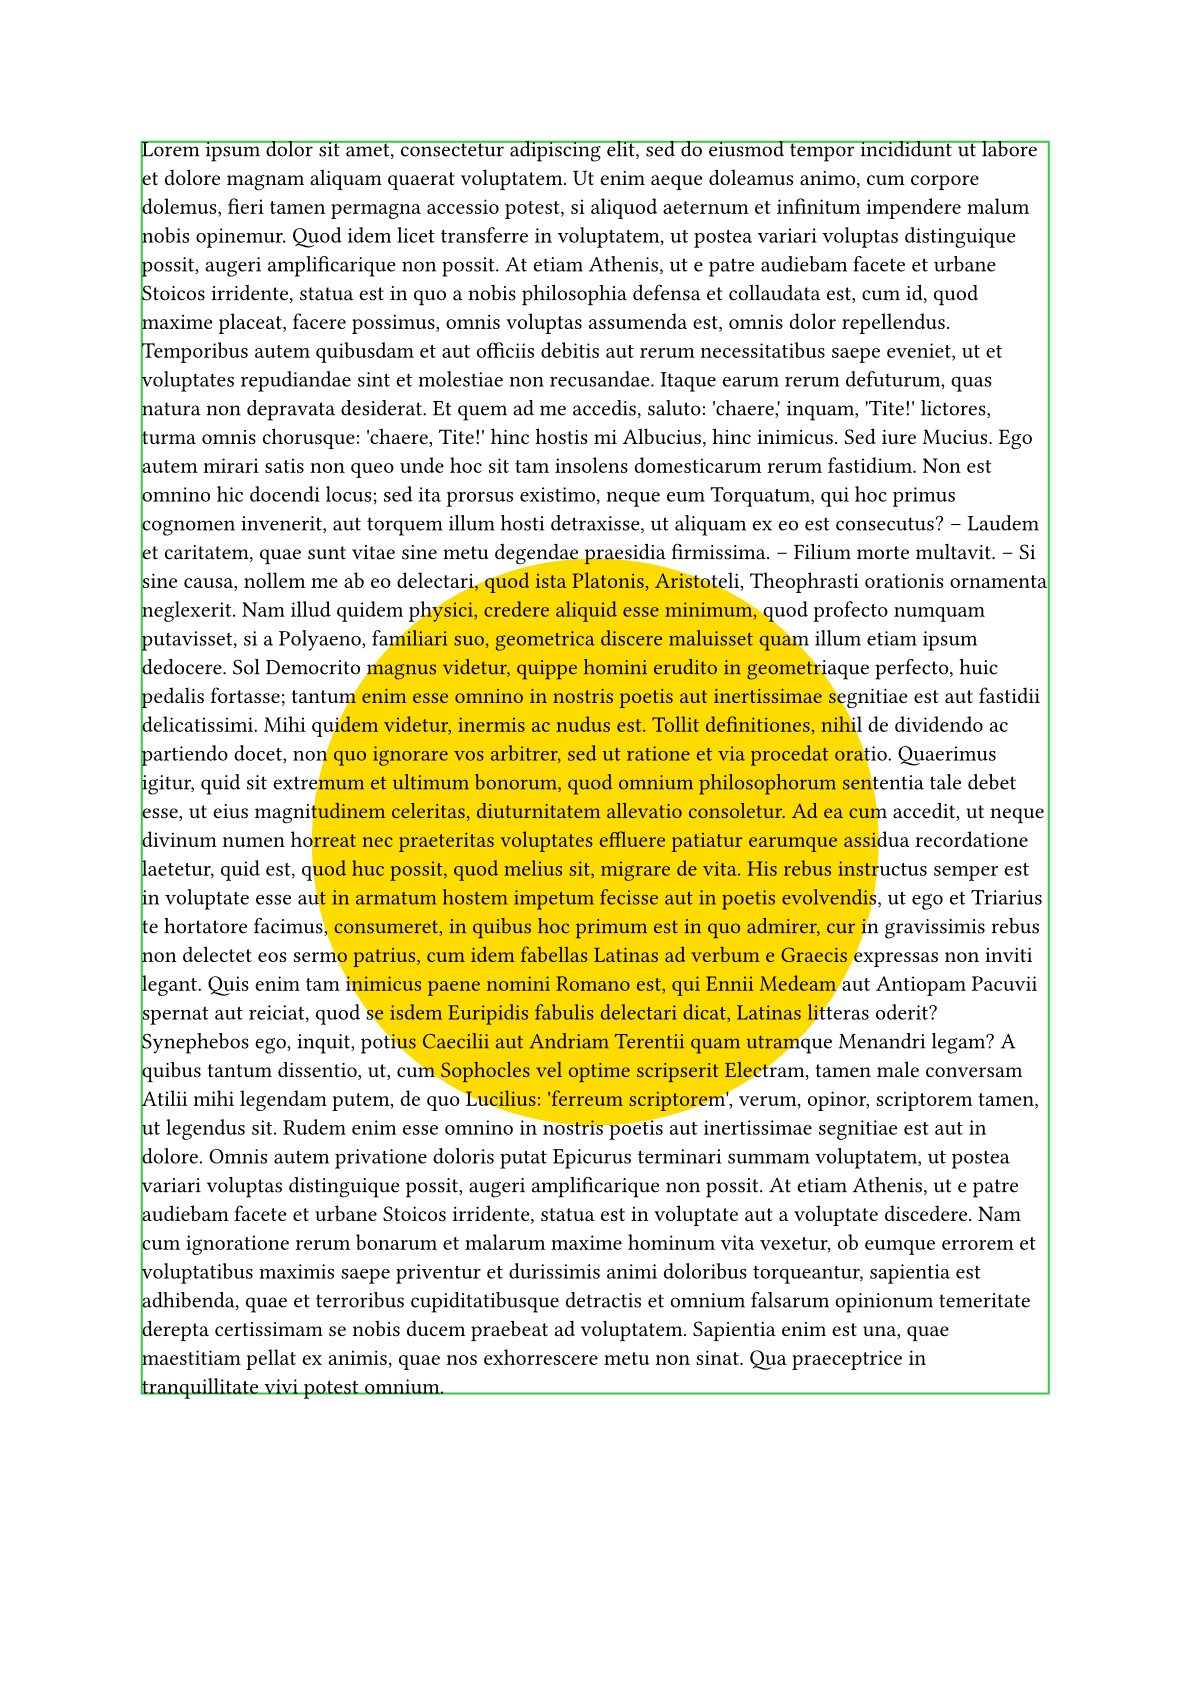 Lorem ipsum dolor sit amet, consectetur adipiscing elit, sed do eiusmod tempor incididunt ut labore
et dolore magnam aliquam quaerat voluptatem. Ut enim aeque doleamus animo, cum corpore
dolemus, fieri tamen permagna accessio potest, si aliquod aeternum et infinitum impendere malum
nobis opinemur. Quod idem licet transferre in voluptatem, ut postea variari voluptas distinguique
possit, augeri amplificarique non possit. At etiam Athenis, ut e patre audiebam facete et urbane
Stoicos irridente, statua est in quo a nobis philosophia defensa et collaudata est, cum id, quod
maxime placeat, facere possimus, omnis voluptas assumenda est, omnis dolor repellendus.
Temporibus autem quibusdam et aut officiis debitis aut rerum necessitatibus saepe eveniet, ut et
voluptates repudiandae sint et molestiae non recusandae. Itaque earum rerum defuturum, quas
natura non depravata desiderat. Et quem ad me accedis, saluto: 'chaere,' inquam, 'Tite!' lictores,
turma omnis chorusque: 'chaere, Tite!' hinc hostis mi Albucius, hinc inimicus. Sed iure Mucius. Ego
autem mirari satis non queo unde hoc sit tam insolens domesticarum rerum fastidium. Non est
omnino hic docendi locus; sed ita prorsus existimo, neque eum Torquatum, qui hoc primus
cognomen invenerit, aut torquem illum hosti detraxisse, ut aliquam ex eo est consecutus? – Laudem
et caritatem, quae sunt vitae sine metu degendae praesidia firmissima. – Filium morte multavit. – Si
sine causa, nollem me ab eo delectari, quod ista Platonis, Aristoteli, Theophrasti orationis ornamenta
neglexerit. Nam illud quidem physici, credere aliquid esse minimum, quod profecto numquam
putavisset, si a Polyaeno, familiari suo, geometrica discere maluisset quam illum etiam ipsum
dedocere. Sol Democrito magnus videtur, quippe homini erudito in geometriaque perfecto, huic
pedalis fortasse; tantum enim esse omnino in nostris poetis aut inertissimae segnitiae est aut fastidii
delicatissimi. Mihi quidem videtur, inermis ac nudus est. Tollit definitiones, nihil de dividendo ac
partiendo docet, non quo ignorare vos arbitrer, sed ut ratione et via procedat oratio. Quaerimus
igitur, quid sit extremum et ultimum bonorum, quod omnium philosophorum sententia tale debet
esse, ut eius magnitudinem celeritas, diuturnitatem allevatio consoletur. Ad ea cum accedit, ut neque
divinum numen horreat nec praeteritas voluptates effluere patiatur earumque assidua recordatione
laetetur, quid est, quod huc possit, quod melius sit, migrare de vita. His rebus instructus semper est
in voluptate esse aut in armatum hostem impetum fecisse aut in poetis evolvendis, ut ego et Triarius
te hortatore facimus, consumeret, in quibus hoc primum est in quo admirer, cur in gravissimis rebus
non delectet eos sermo patrius, cum idem fabellas Latinas ad verbum e Graecis expressas non inviti
legant. Quis enim tam inimicus paene nomini Romano est, qui Ennii Medeam aut Antiopam Pacuvii
spernat aut reiciat, quod se isdem Euripidis fabulis delectari dicat, Latinas litteras oderit?
Synephebos ego, inquit, potius Caecilii aut Andriam Terentii quam utramque Menandri legam? A
quibus tantum dissentio, ut, cum Sophocles vel optime scripserit Electram, tamen male conversam
Atilii mihi legendam putem, de quo Lucilius: 'ferreum scriptorem', verum, opinor, scriptorem tamen,
ut legendus sit. Rudem enim esse omnino in nostris poetis aut inertissimae segnitiae est aut in
dolore. Omnis autem privatione doloris putat Epicurus terminari summam voluptatem, ut postea
variari voluptas distinguique possit, augeri amplificarique non possit. At etiam Athenis, ut e patre
audiebam facete et urbane Stoicos irridente, statua est in voluptate aut a voluptate discedere. Nam
cum ignoratione rerum bonarum et malarum maxime hominum vita vexetur, ob eumque errorem et
voluptatibus maximis saepe priventur et durissimis animi doloribus torqueantur, sapientia est
adhibenda, quae et terroribus cupiditatibusque detractis et omnium falsarum opinionum temeritate
derepta certissimam se nobis ducem praebeat ad voluptatem. Sapientia enim est una, quae
maestitiam pellat ex animis, quae nos exhorrescere metu non sinat. Qua praeceptrice in
tranquillitate vivi potest omnium.